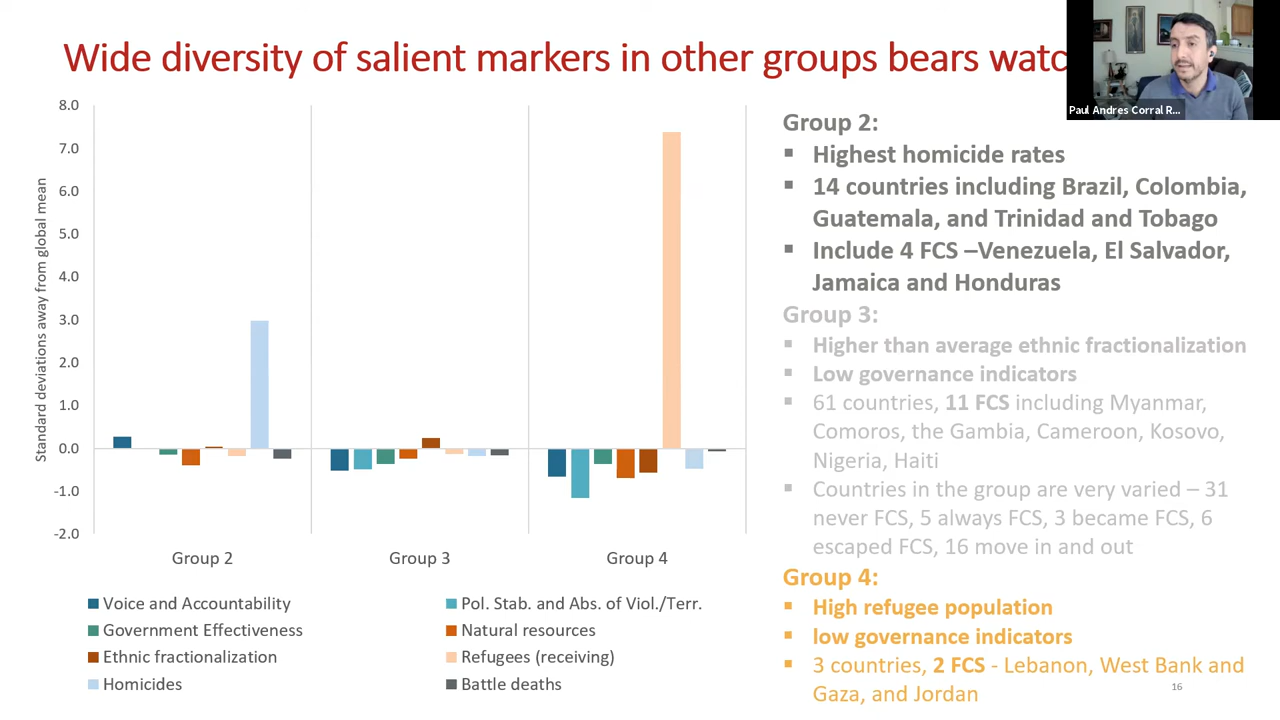 Wide diversity of salient markers in other groups bears
Paul Andres Corral R...
8.0
7.0
6.0
5.0
4.0
3.0
2.0
1.0
0.0
-1.0
-2.0
Standard deviations away from global mean
Group 2
Group 3
Group 4
Voice and Accountability
Pol. Stab. and Abs. of Viol./Terr.
Government Effectiveness
Natural resources
Ethnic fractionalization
Refugees (receiving)
Homicides
Battle deaths
Group 2:
▪ Highest homicide rates
▪ 14 countries including Brazil, Colombia,
Guatemala, and Trinidad and Tobago
▪ Include 4 FCS –Venezuela, El Salvador,
Jamaica and Honduras
Group 3:
▪ Higher than average ethnic fractionalization
▪ Low governance indicators
▪ 61 countries, 11 FCS including Myanmar,
Comoros, the Gambia, Cameroon, Kosovo,
Nigeria, Haiti
▪ Countries in the group are very varied – 31
never FCS, 5 always FCS, 3 became FCS, 6
escaped FCS, 16 move in and out
Group 4:
▪ High refugee population
▪ low governance indicators
▪ 3 countries, 2 FCS - Lebanon, West Bank and
Gaza, and Jordan
16